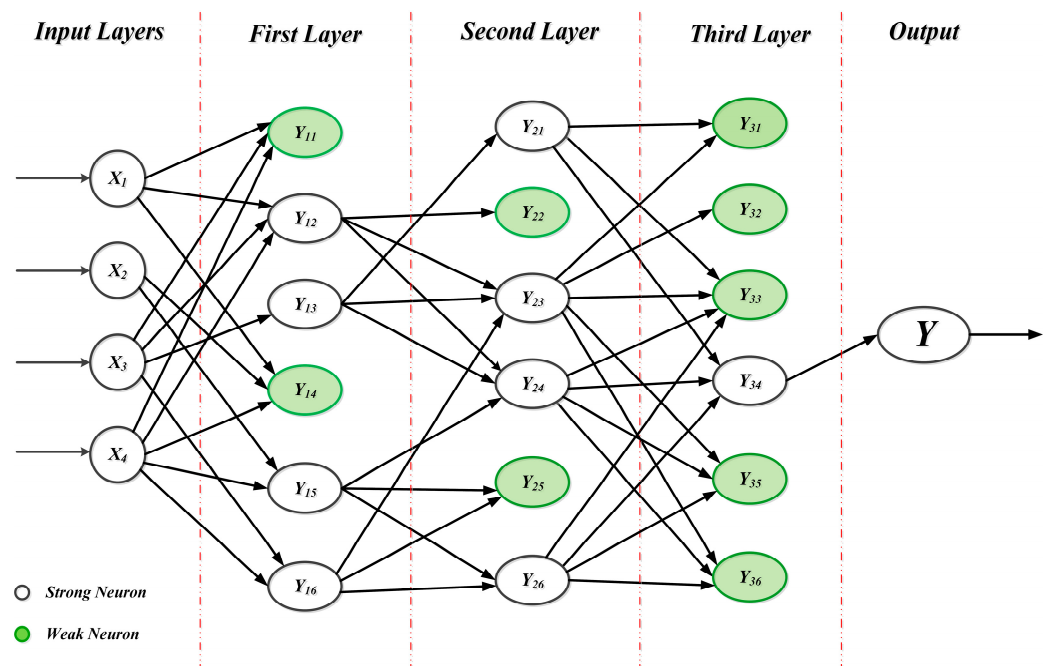 Input Layers
First Layer
Second Layer
Third Layer
Output
X1
X2
X3
X4
Y11
Y12
Y13
Y14
Y15
Y16
Y21
Y22
Y23
Y24
Y25
Y26
Y31
Y32
Y33
Y34
Y35
Y36
Y
Strong Neuron
Weak Neuron